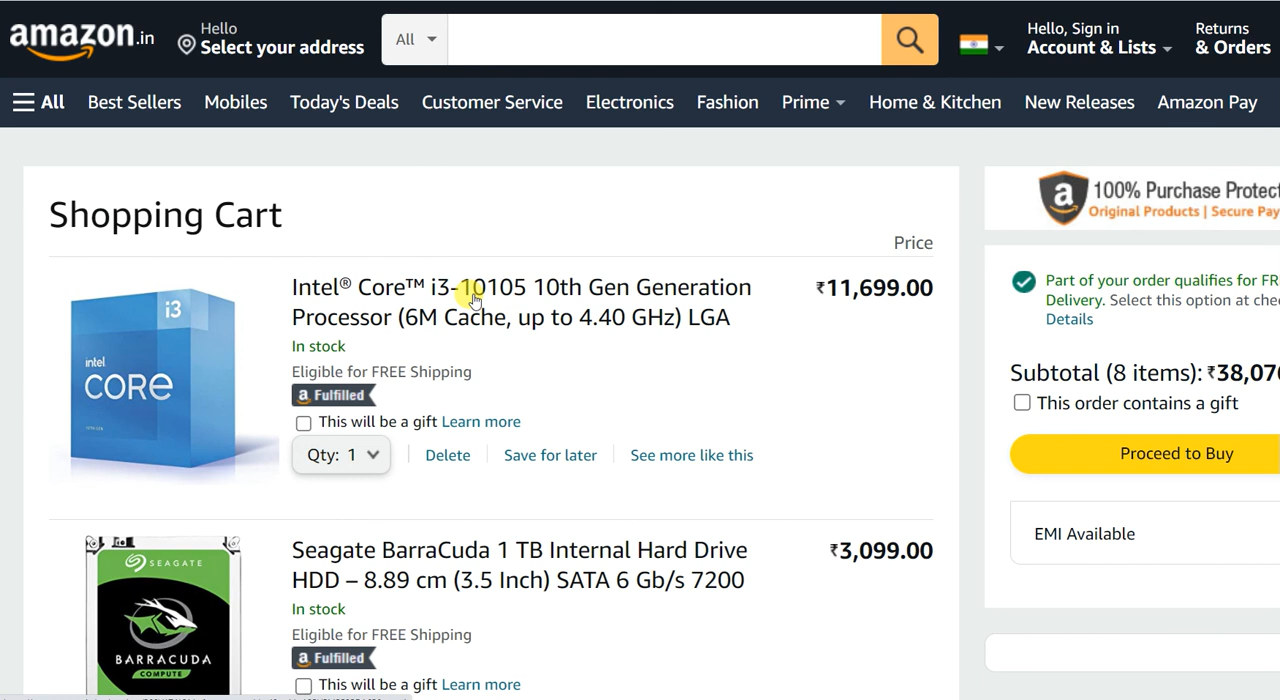 amazon.in
Hello
Select your address
All
Hello, Sign in
Account & Lists
Returns
& Orders
All
Best Sellers
Mobiles
Today's Deals
Customer Service
Electronics
Fashion
Prime
Home & Kitchen
New Releases
Amazon Pay
Shopping Cart
Price
Intel® Core™ i3-10105 10th Gen Generation
Processor (6M Cache, up to 4.40 GHz) LGA
₹11,699.00
In stock
Eligible for FREE Shipping
a Fulfilled
This will be a gift Learn more
Qty: 1
Delete
Save for later
See more like this
i3
intel
CORE
Seagate BarraCuda 1 TB Internal Hard Drive
HDD – 8.89 cm (3.5 Inch) SATA 6 Gb/s 7200
₹3,099.00
In stock
Eligible for FREE Shipping
a Fulfilled
This will be a gift Learn more
SEAGATE
BARRACUDA
COMPUTE
a
100% Purchase Protect
Original Products | Secure Pay
Part of your order qualifies for FR
Delivery. Select this option at che
Details
Subtotal (8 items): ₹38,070
This order contains a gift
Proceed to Buy
EMI Available